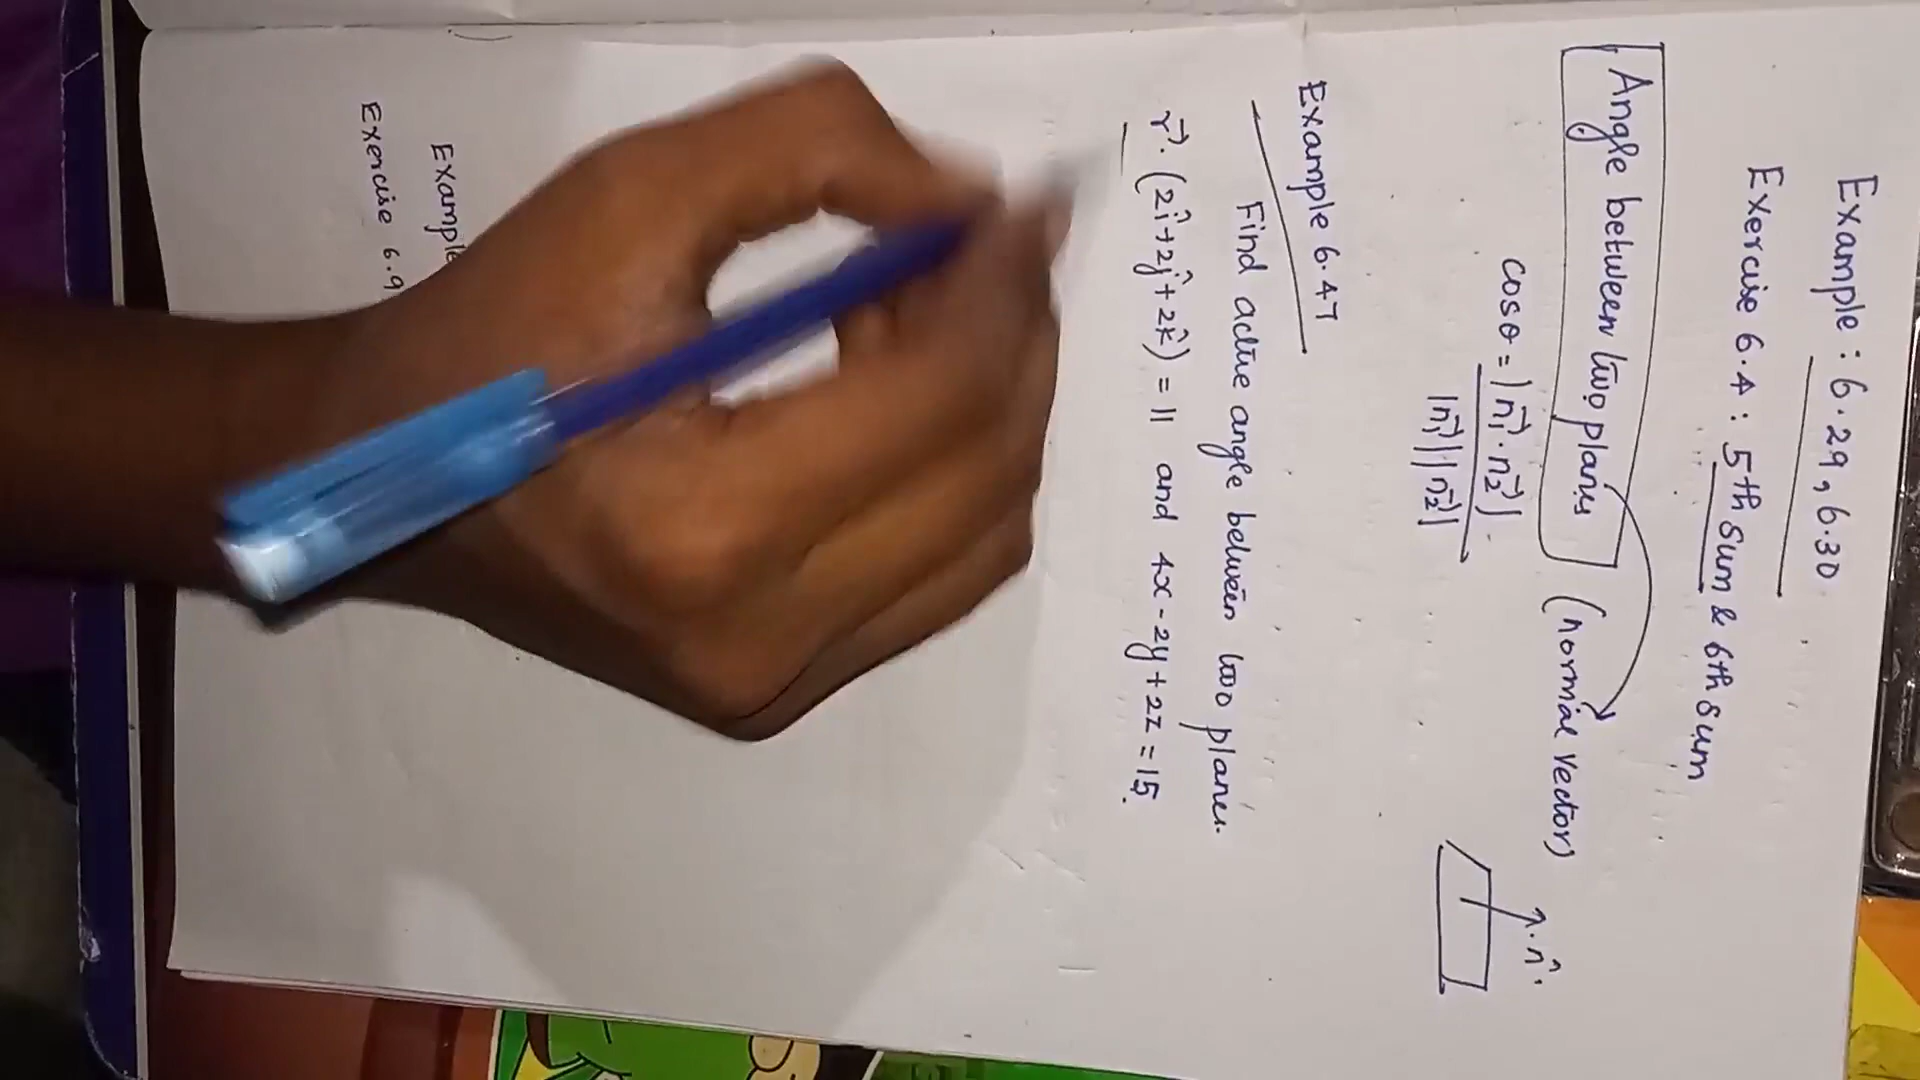 Example : 6.29, 6.30
Exercise 6.4 : 5th sum & 6th sum
Angle between two planes (normal vector)
r̂.n̂.
cosθ = |n₁⃗ . n₂⃗|
|n₁⃗| |n₂⃗|
Example 6.47
Find acute angle between two planes.
r⃗. (2î+2ĵ+2k̂) = 11 and 4x - 2y + 2z = 15.
Example
Exercise 6.9